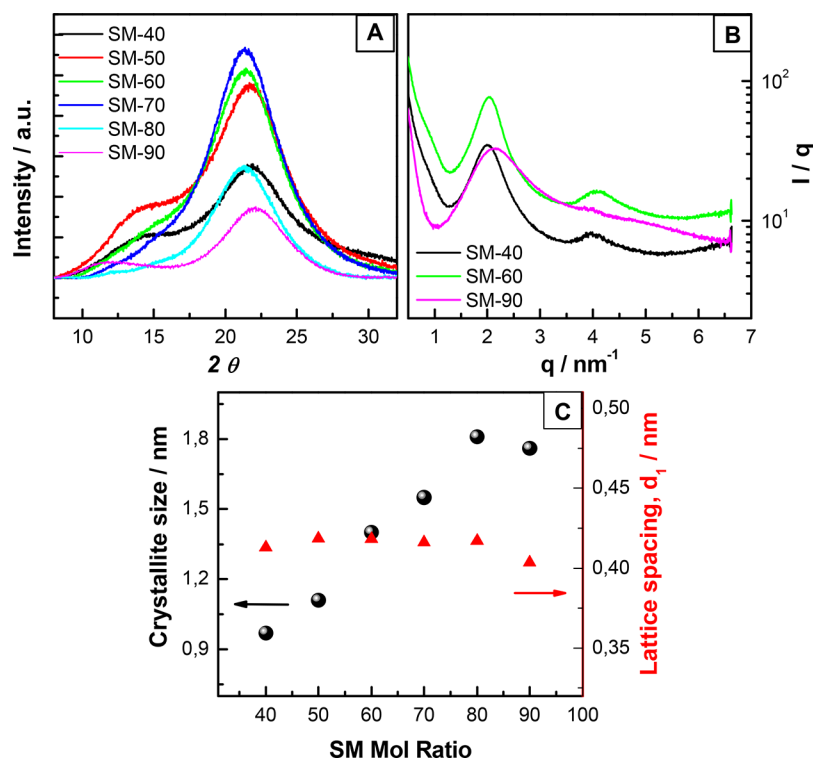 A
SM-40
SM-50
SM-60
SM-70
SM-80
SM-90
Intensity / a.u.
10 15 20 25 30
2 θ
B
10²
10¹
I / q
SM-40
SM-60
SM-90
1 2 3 4 5 6 7
q / nm⁻¹
C
1,8
1,5
1,2
0,9
Crystallite size / nm
0,50
0,45
0,40
0,35
Lattice spacing, d₁ / nm
40 50 60 70 80 90 100
SM Mol Ratio